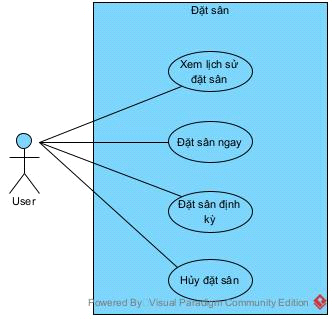 Đặt sân
Xem lịch sử
đặt sân
Đặt sân ngay
User
Đặt sân định
kỳ
Hủy đặt sân
Powered By Visual Paradigm Community Edition